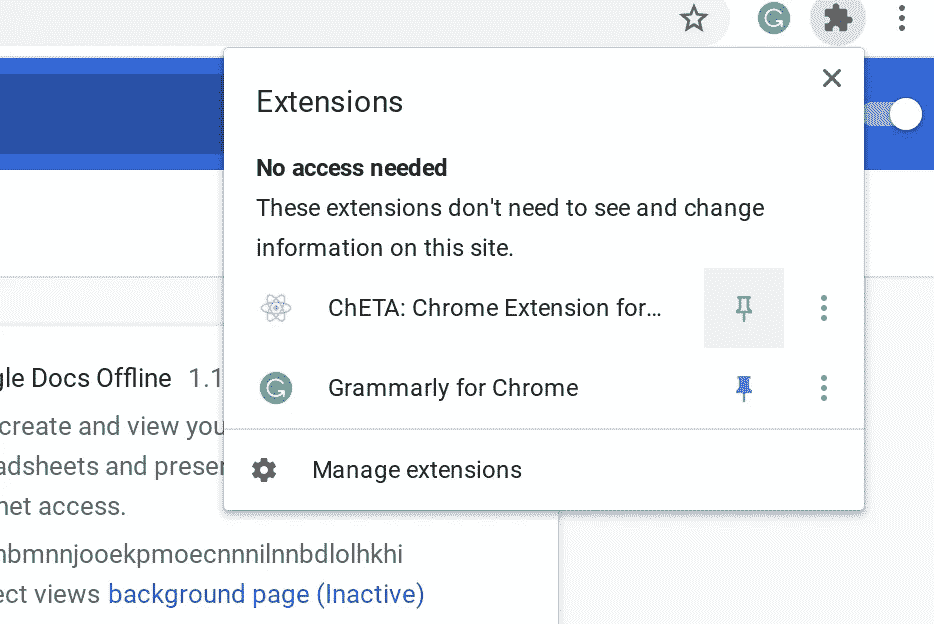 Extensions
No access needed
These extensions don't need to see and change
information on this site.
ChETA: Chrome Extension for...
Grammarly for Chrome
Manage extensions
gle Docs Offline 1.1
create and view you
adsheets and preser
net access.
nbmnnjooekpmoecnnnilnnbdlolhkhi
ect views background page (Inactive)